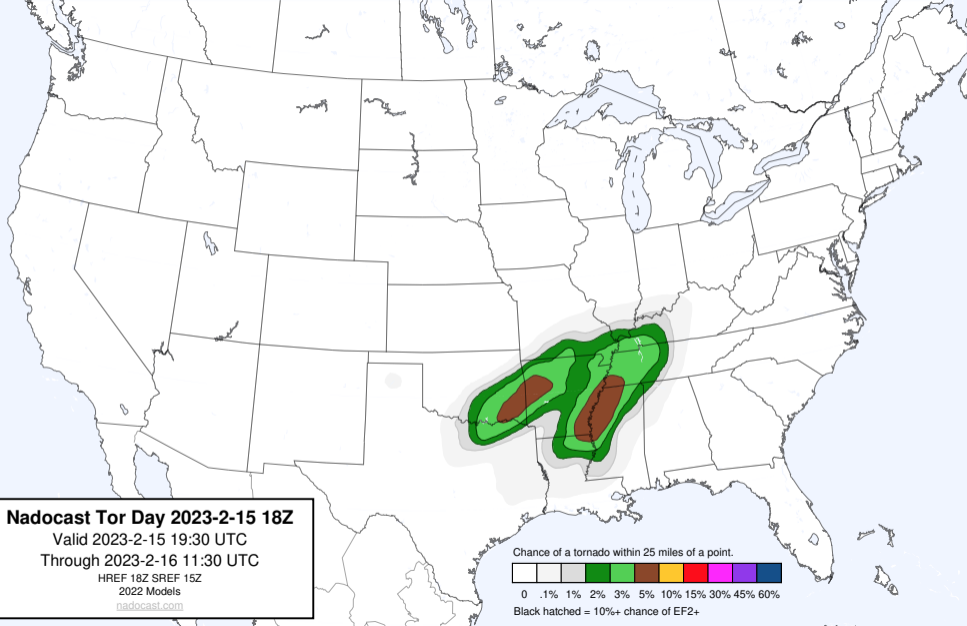 Nadocast Tor Day 2023-2-15 18Z
Valid 2023-2-15 19:30 UTC
Through 2023-2-16 11:30 UTC
HREF 18Z SREF 15Z
2022 Models
nadocast.com
Chance of a tornado within 25 miles of a point.
0 .1% 1% 2% 3% 5% 10% 15% 30% 45% 60%
Black hatched = 10%+ chance of EF2+